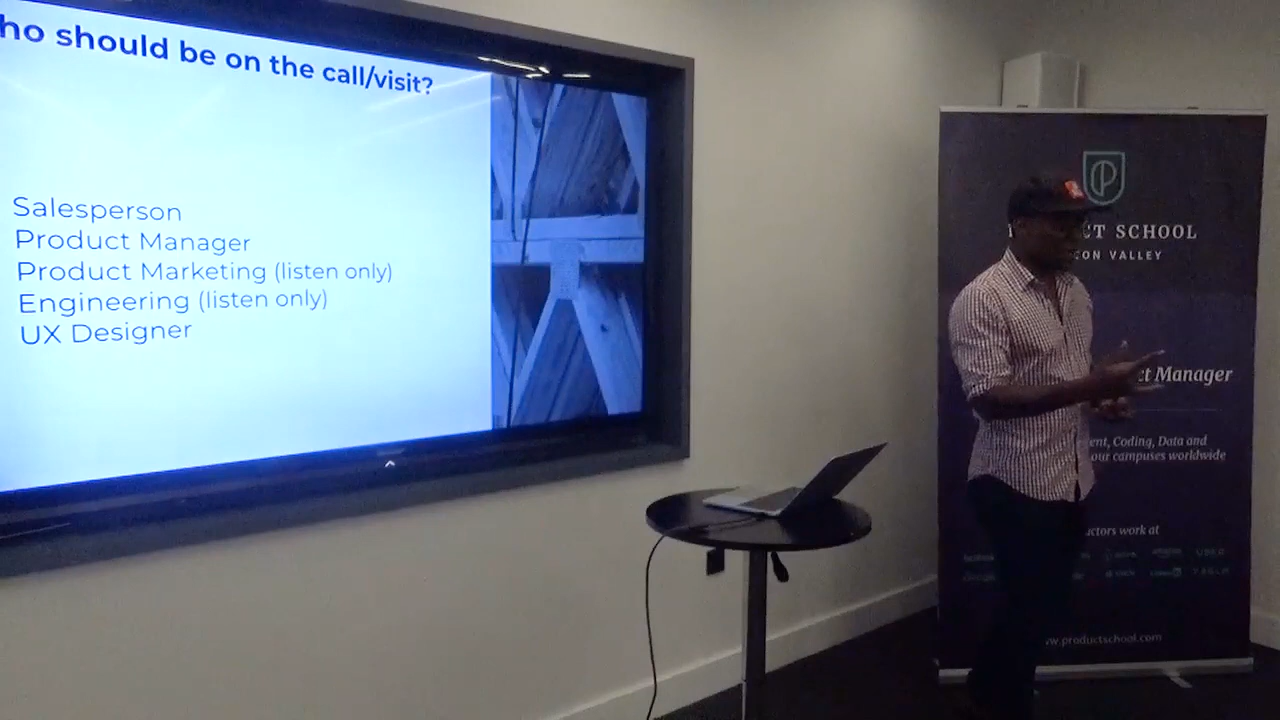 ho should be on the call/visit?
Salesperson
Product Manager
Product Marketing (listen only)
Engineering (listen only)
UX Designer
CT SCHOOL
CON VALLEY
ct Manager
ent, Coding, Data and
our campuses worldwide
uctors work at
w.productschool.com